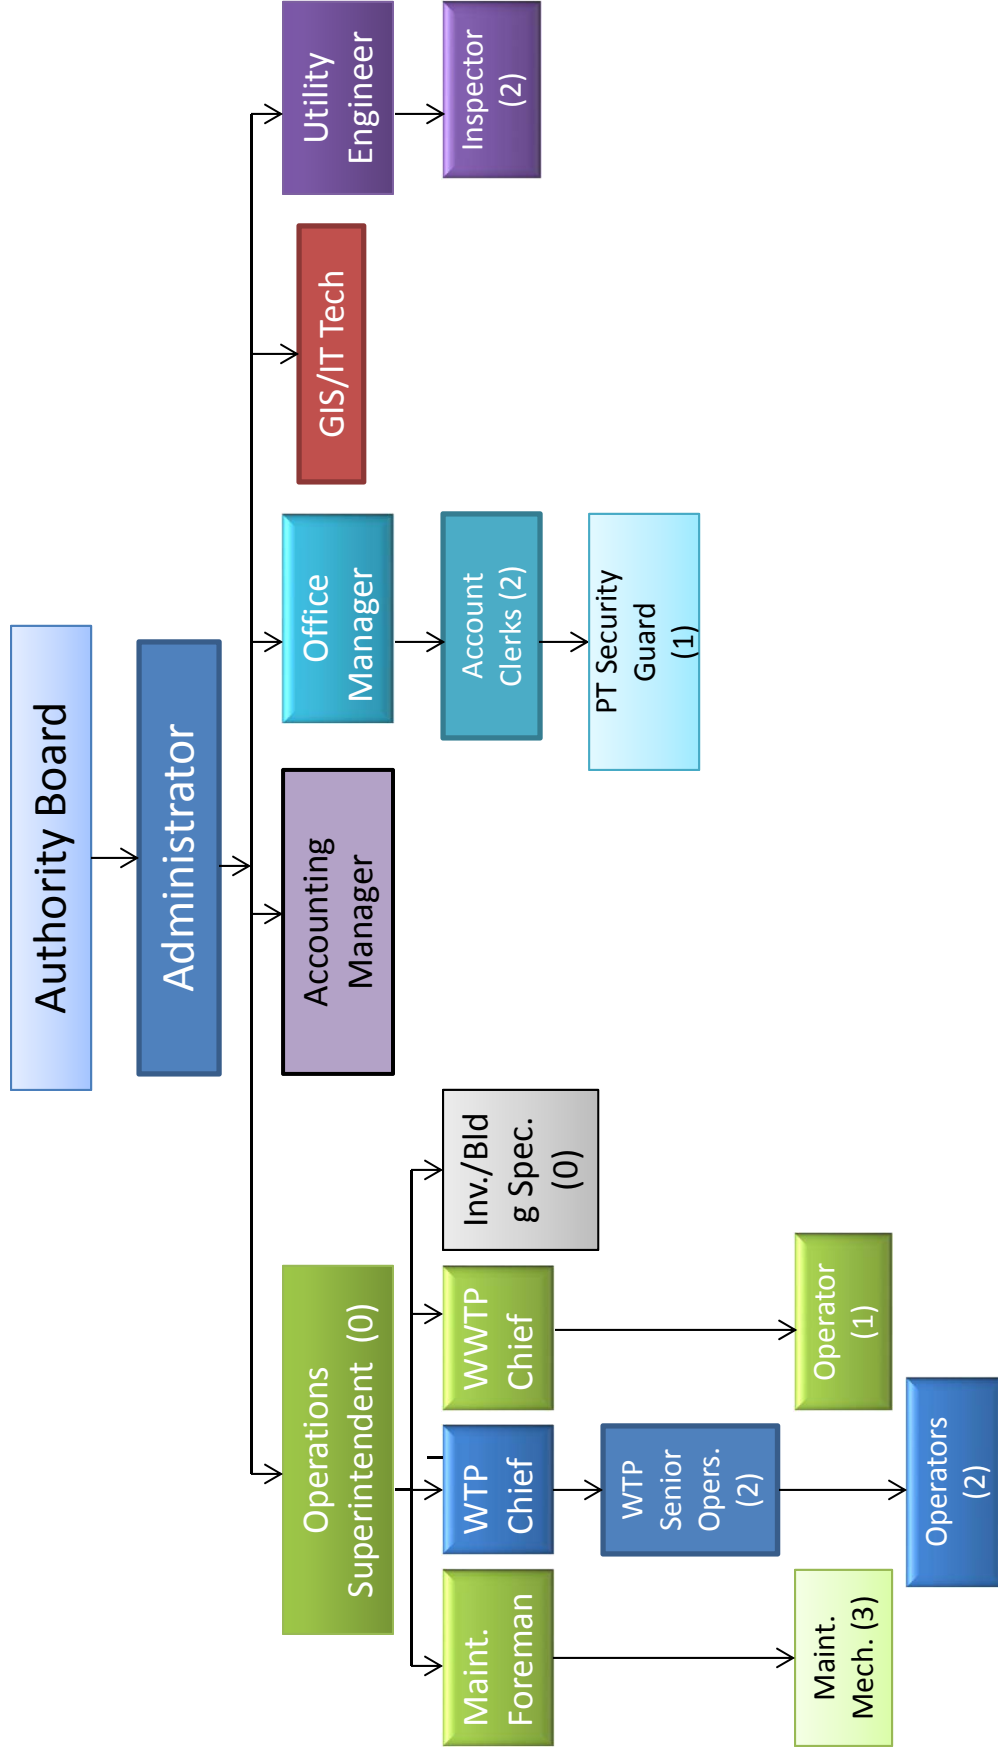 Authority Board
Administrator
Operations
Superintendent (0)
Accounting
Manager
Office
Manager
GIS/IT Tech
Utility
Engineer
Maint.
Foreman
WTP
Chief
WWTP
Chief
Inv./Bld
g Spec.
(0)
Account
Clerks (2)
Inspector
(2)
WTP
Senior
Opers.
(2)
PT Security
Guard
(1)
Maint.
Mech. (3)
Operator
(1)
Operators
(2)